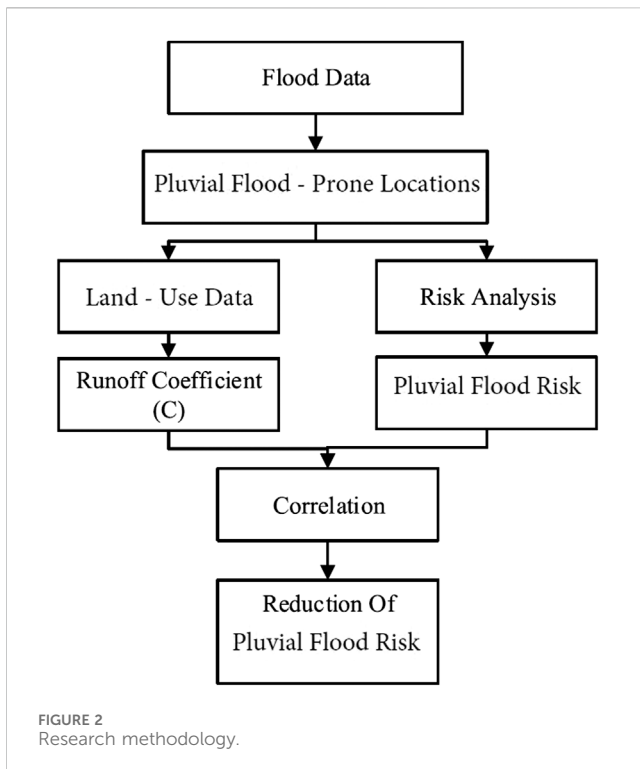 Flood Data
Pluvial Flood - Prone Locations
Land - Use Data
Risk Analysis
Runoff Coefficient
(C)
Pluvial Flood Risk
Correlation
Reduction Of
Pluvial Flood Risk
FIGURE 2
Research methodology.